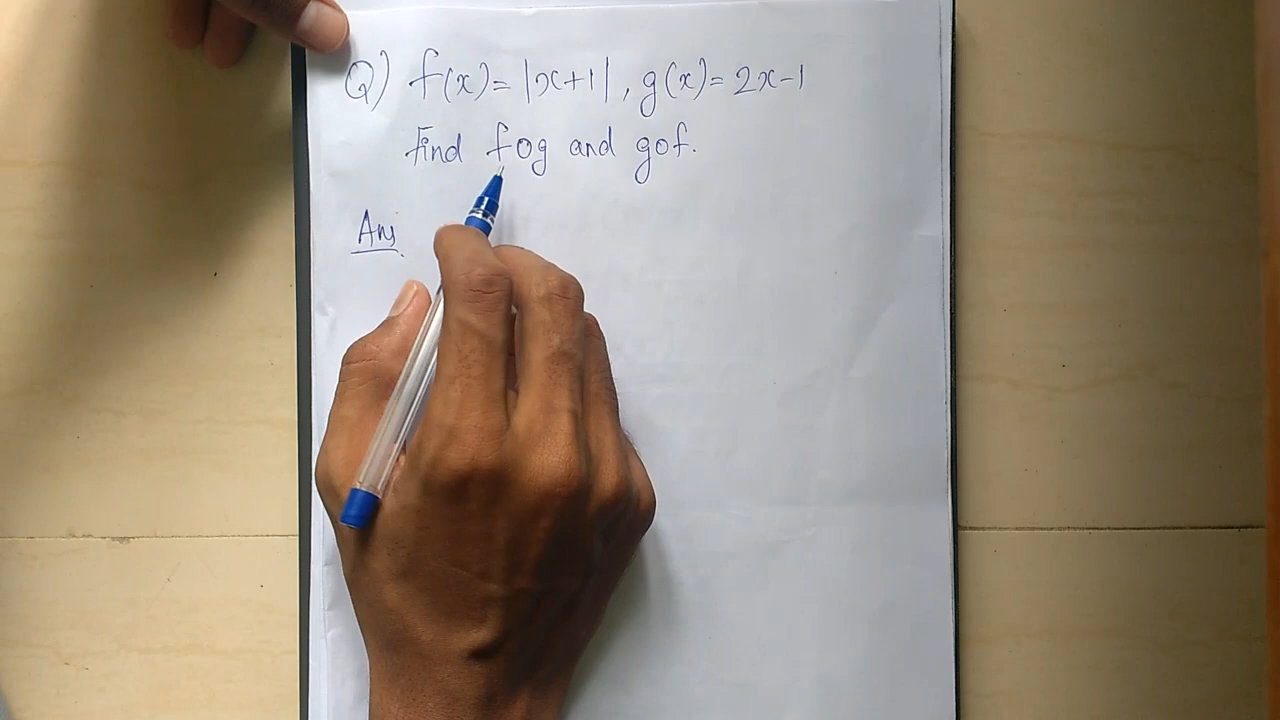 Q) f(x)= |x+1|, g(x)= 2x-1
Find fog and gof.
Ans.